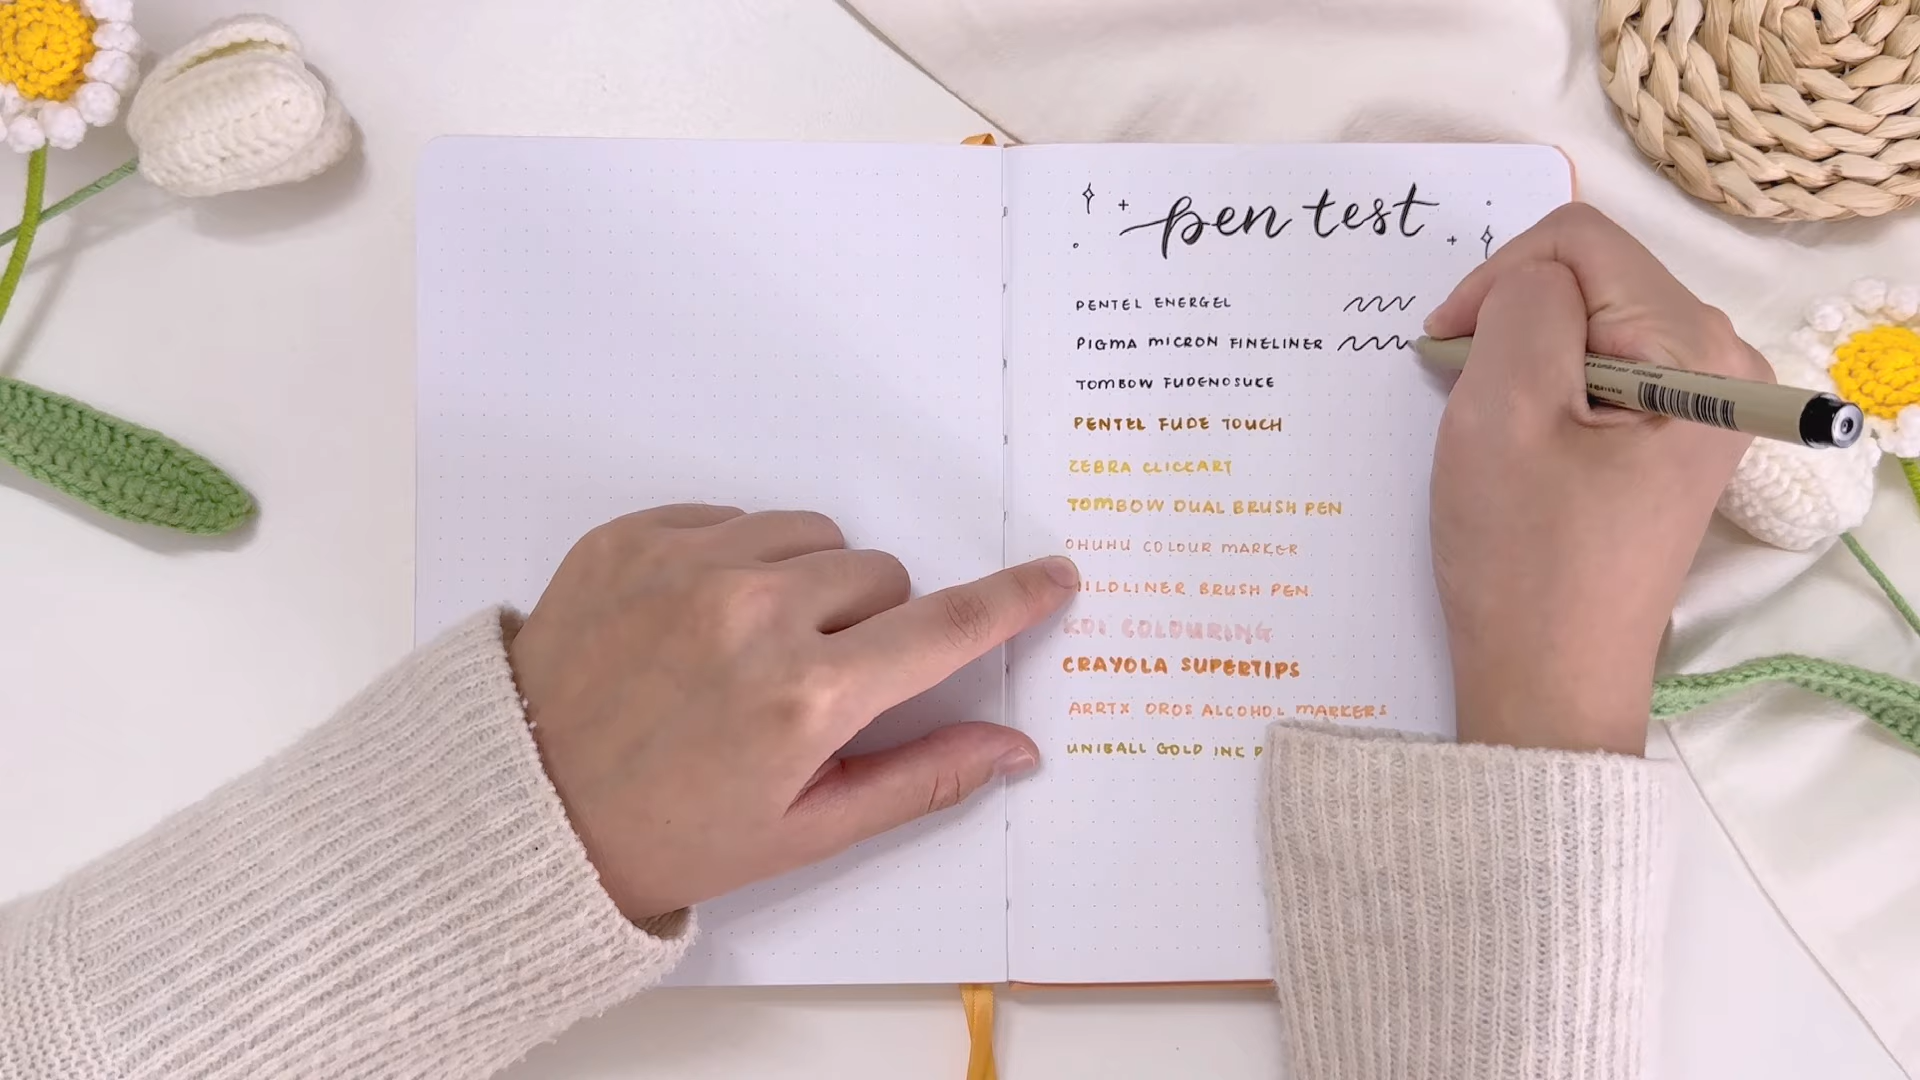 pen test
PENTEL ENERGEL
PIGMA MICRON FINELINER
TOMBOW FUDENOSUKE
PENTEL FUDE TOUCH
ZEBRA CLICKART
TOMBOW DUAL BRUSH PEN
OHUHU COLOUR MARKER
BRUSH PEN
KOI COLOURING
CRAYOLA SUPERTIPS
ARRTX OROS ALCOHOL MARKERS
UNIBALL GOLD INK